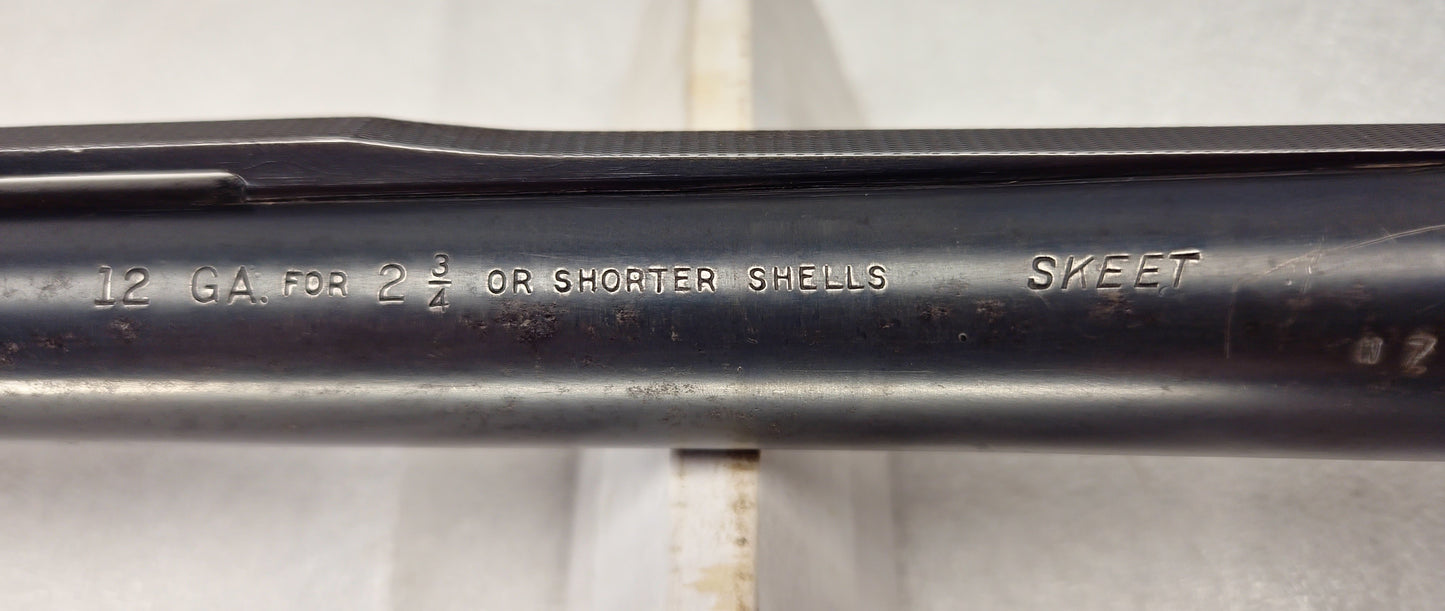 12 GA. FOR 2 3/4 OR SHORTER SHELLS SKEET